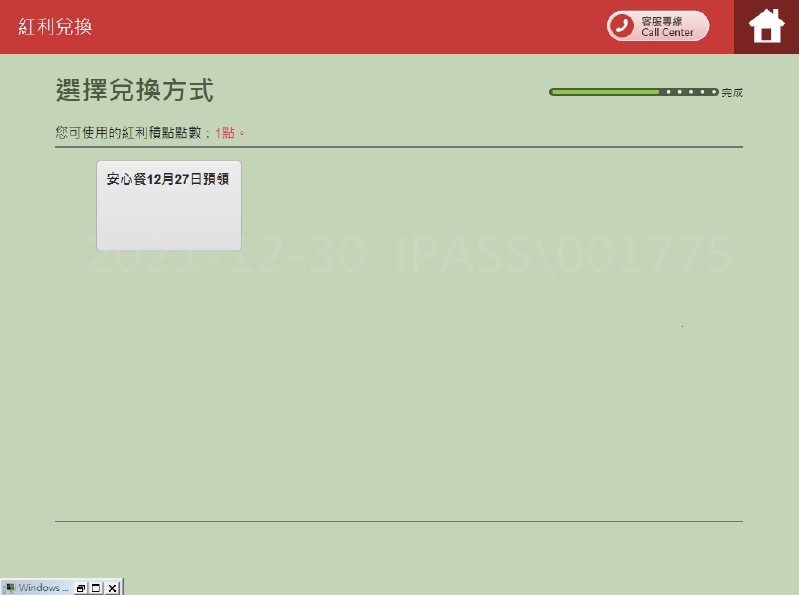 紅利兌換
客服專線
Call Center
選擇兌換方式
完成
您可使用的紅利積點點數：1點。
安心餐12月27日預領
2021-12-30 IPASS\001775
Windows ...